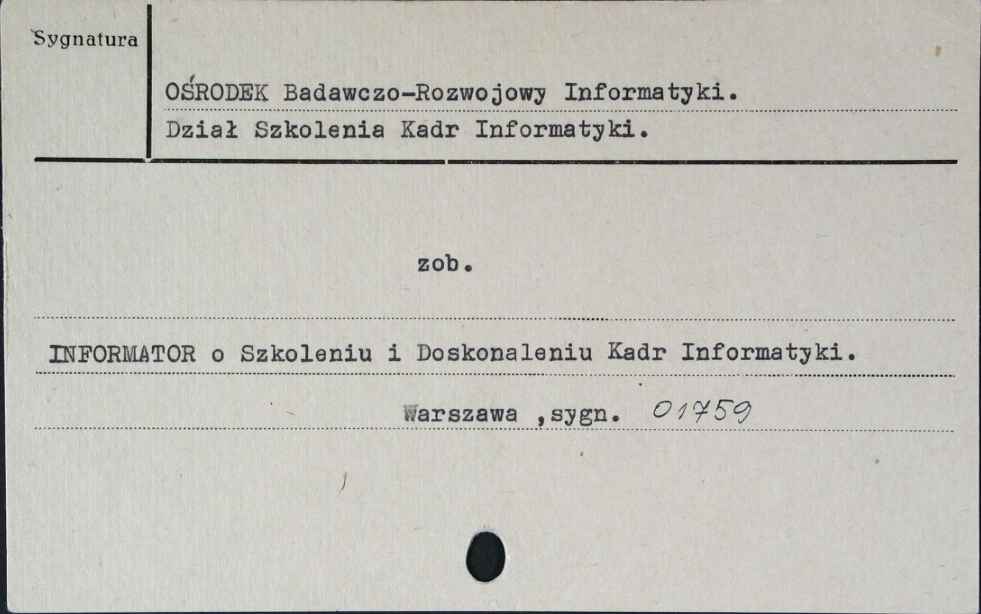 Sygnatura
OŚRODEK Badawczo-Rozwojowy Informatyki.
Dział Szkolenia Kadr Informatyki.
zob.
INFORMATOR o Szkoleniu i Doskonaleniu Kadr Informatyki.
Warszawa ,sygn. 01759